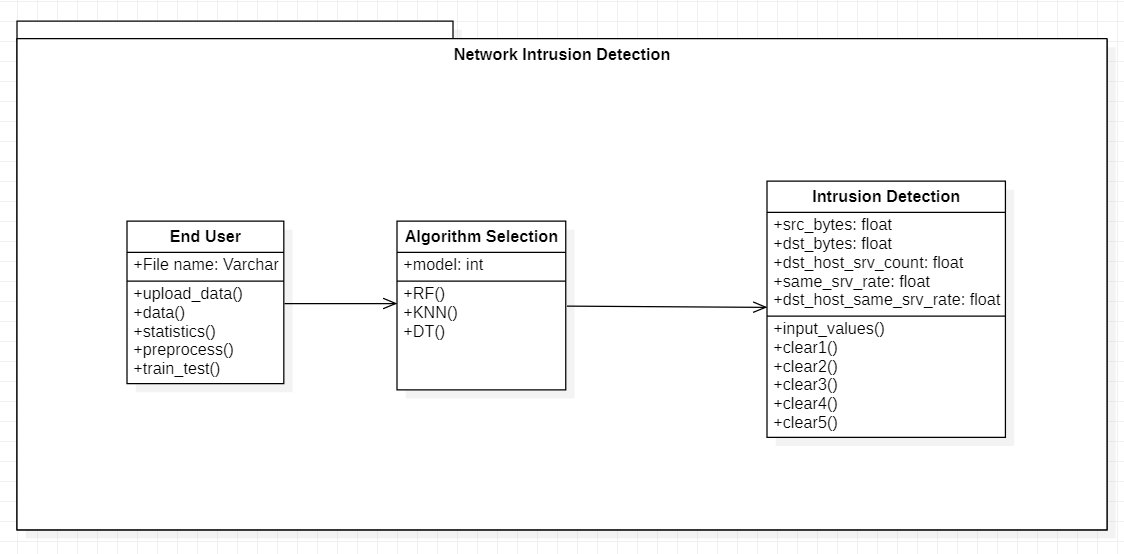 Network Intrusion Detection
End User
+File name: Varchar
+upload_data()
+data()
+statistics()
+preprocess()
+train_test()
Algorithm Selection
+model: int
+RF()
+KNN()
+DT()
Intrusion Detection
+src_bytes: float
+dst_bytes: float
+dst_host_srv_count: float
+same_srv_rate: float
+dst_host_same_srv_rate: float
+input_values()
+clear1()
+clear2()
+clear3()
+clear4()
+clear5()